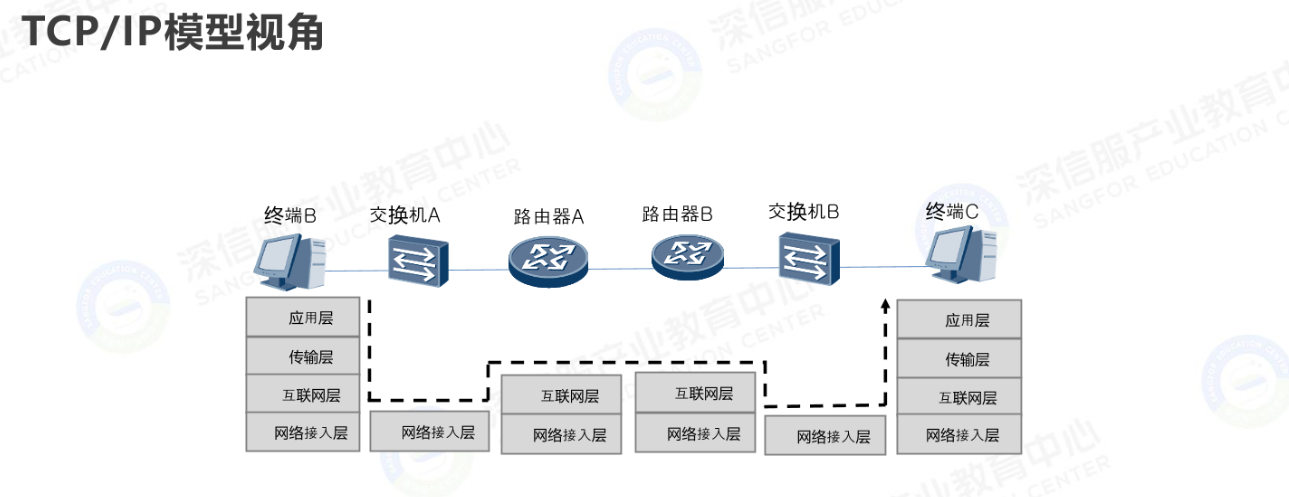 TCP/IP模型视角
终端B
交换机A
路由器A
路由器B
交换机B
终端C
应用层
传输层
互联网层
网络接入层
网络接入层
互联网层
网络接入层
互联网层
网络接入层
网络接入层
应用层
传输层
互联网层
网络接入层
深信服产业教育中心
SANGFOR EDUCATION CENTER